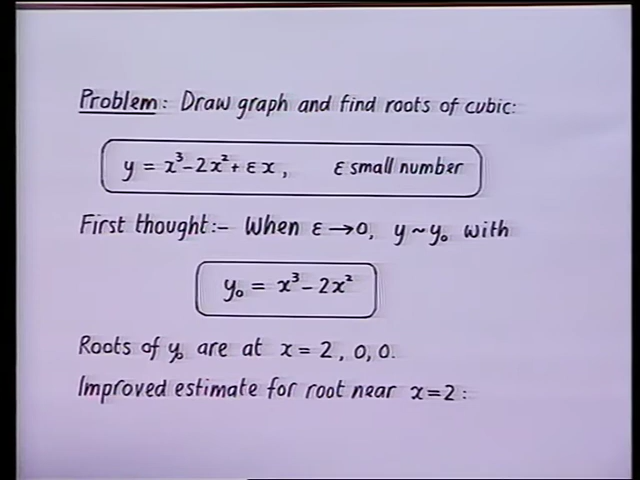 Problem: Draw graph and find roots of cubic:
y = x³ - 2x² + εx, ε small number
First thought:- When ε → 0, y ~ y₀ with
y₀ = x³ - 2x²
Roots of y₀ are at x = 2, 0, 0.
Improved estimate for root near x = 2 :